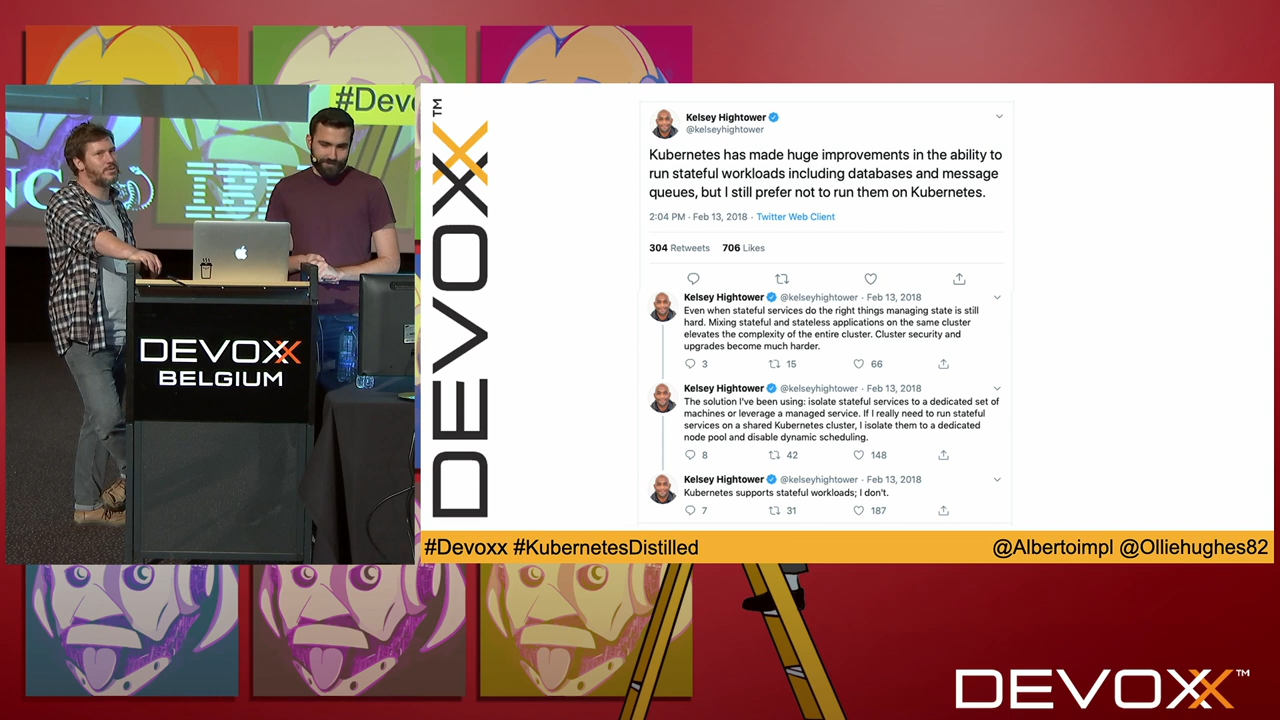 #Devo
NG
IBM
DEVOXX
BELGIUM
DEVOXX™
Kelsey Hightower
@kelseyhightower
Kubernetes has made huge improvements in the ability to
run stateful workloads including databases and message
queues, but I still prefer not to run them on Kubernetes.
2:04 PM · Feb 13, 2018 · Twitter Web Client
304 Retweets 706 Likes
Kelsey Hightower @kelseyhightower · Feb 13, 2018
Even when stateful services do the right things managing state is still
hard. Mixing stateful and stateless applications on the same cluster
elevates the complexity of the entire cluster. Cluster security and
upgrades become much harder.
3 15 66
Kelsey Hightower @kelseyhightower · Feb 13, 2018
The solution I've been using: isolate stateful services to a dedicated set of
machines or leverage a managed service. If I really need to run stateful
services on a shared Kubernetes cluster, I isolate them to a dedicated
node pool and disable dynamic scheduling.
8 42 148
Kelsey Hightower @kelseyhightower · Feb 13, 2018
Kubernetes supports stateful workloads; I don't.
7 31 187
#Devoxx #KubernetesDistilled @Albertoimpl @Olliehughes82
DEVOXX™